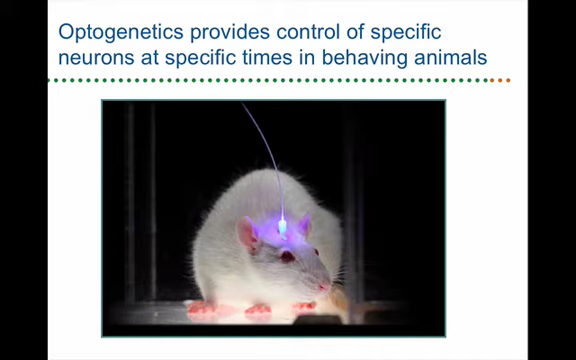 Optogenetics provides control of specific
neurons at specific times in behaving animals